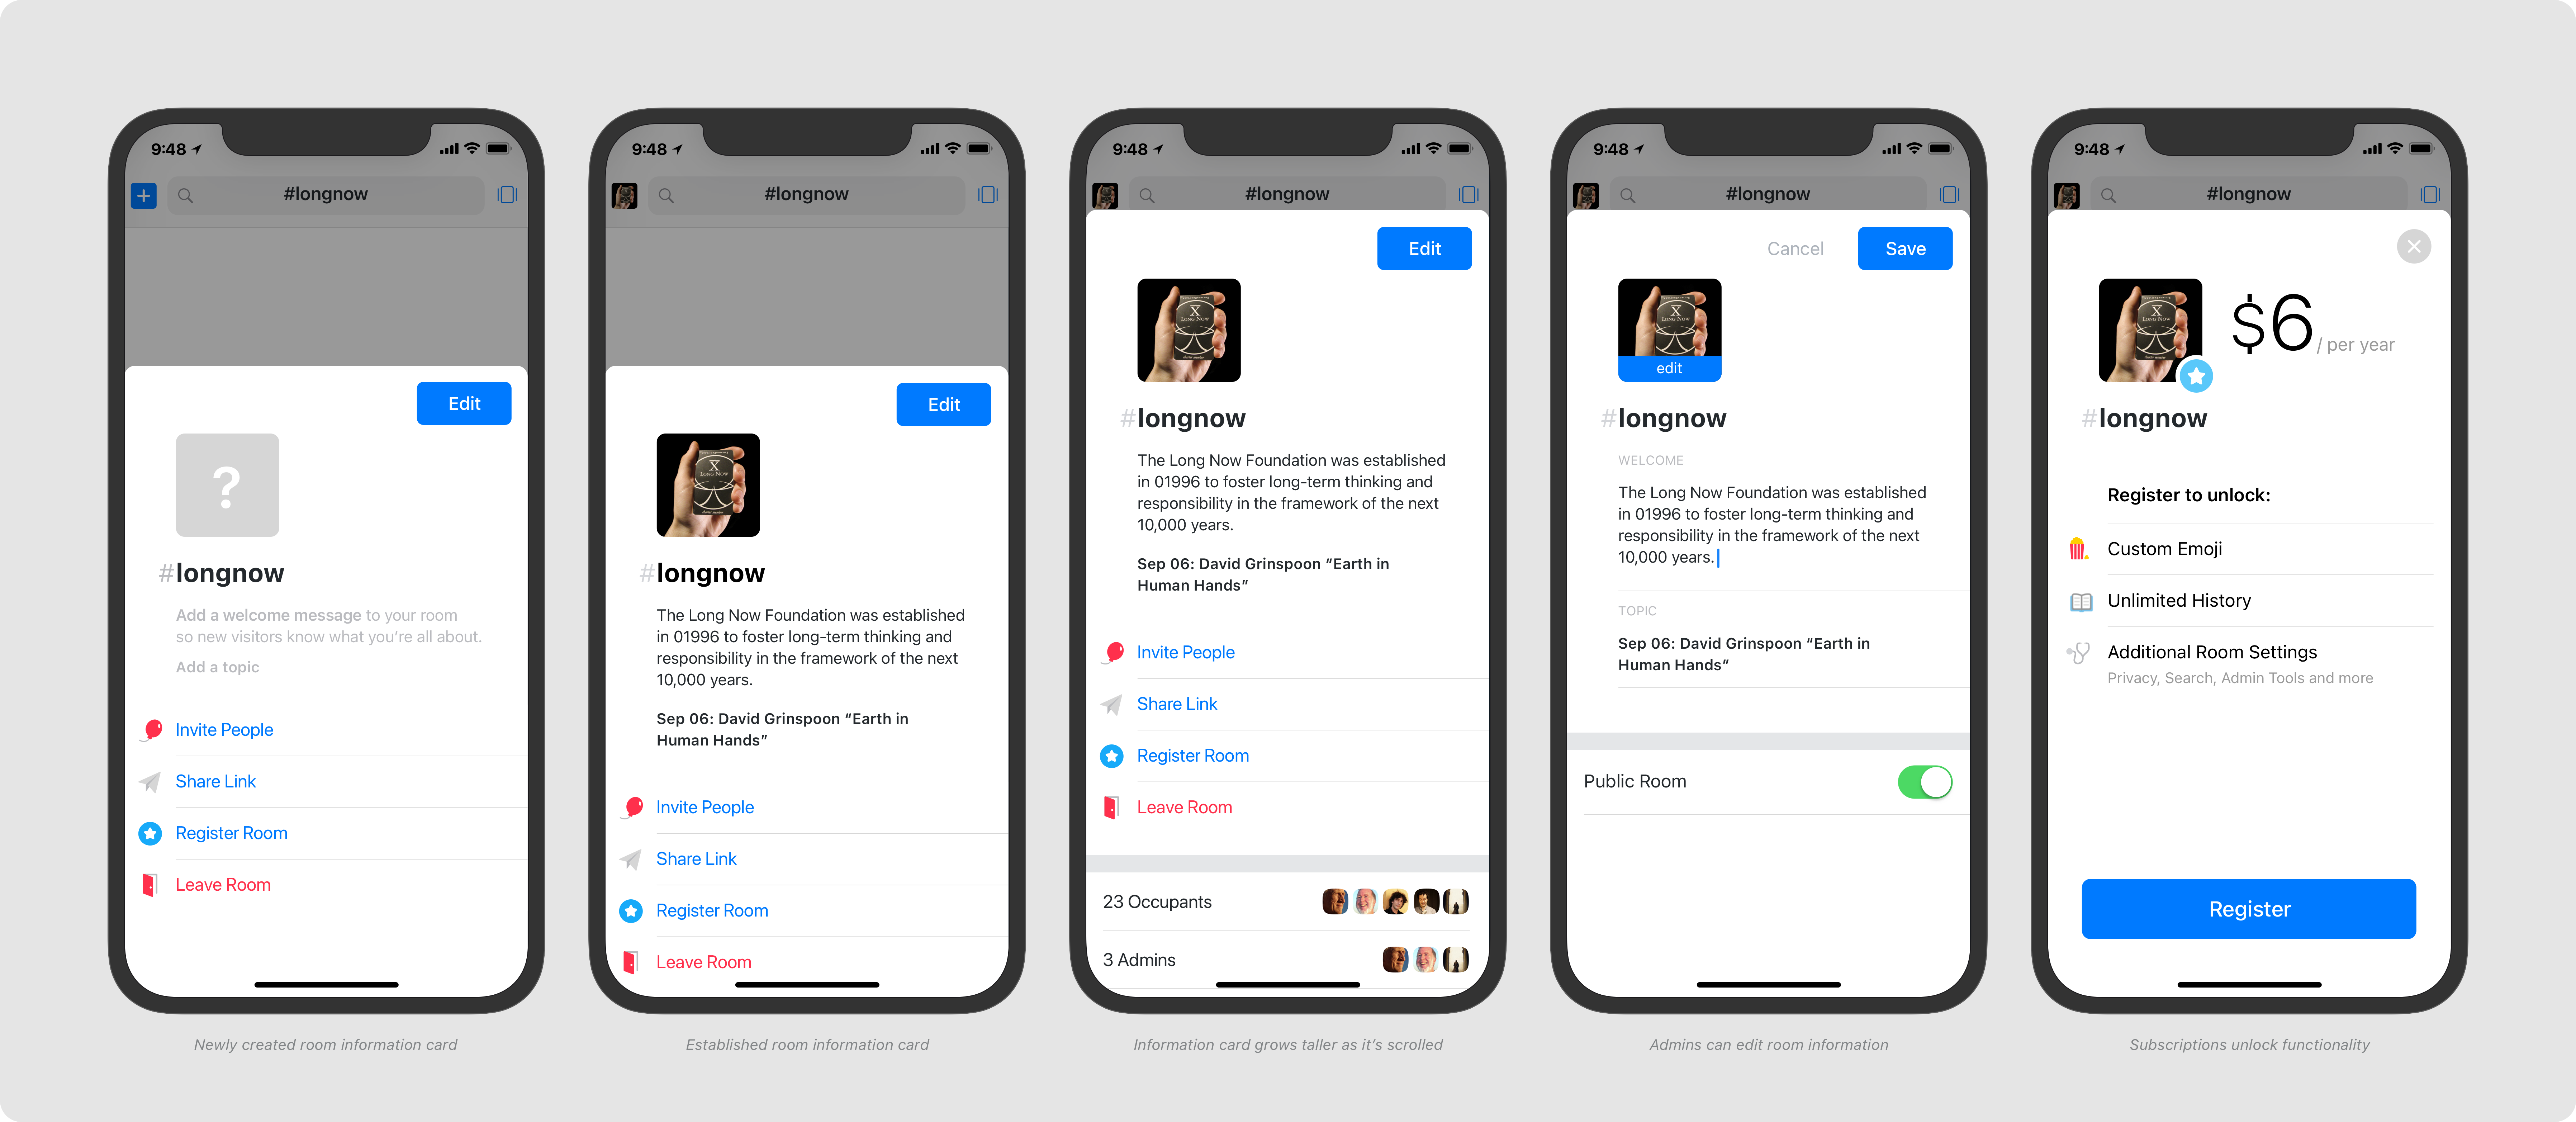 9:48
#longnow
Edit
?
#longnow
Add a welcome message to your room
so new visitors know what you're all about.
Add a topic
Invite People
Share Link
Register Room
Leave Room
Newly created room information card
9:48
#longnow
Edit
X
LONG NOW
#longnow
The Long Now Foundation was established
in 01996 to foster long-term thinking and
responsibility in the framework of the next
10,000 years.
Sep 06: David Grinspoon “Earth in
Human Hands”
Invite People
Share Link
Register Room
Leave Room
Established room information card
9:48
#longnow
Edit
X
LONG NOW
#longnow
The Long Now Foundation was established
in 01996 to foster long-term thinking and
responsibility in the framework of the next
10,000 years.
Sep 06: David Grinspoon “Earth in
Human Hands”
Invite People
Share Link
Register Room
Leave Room
23 Occupants
3 Admins
Information card grows taller as it's scrolled
9:48
#longnow
Cancel
Save
X
LONG NOW
edit
#longnow
WELCOME
The Long Now Foundation was established
in 01996 to foster long-term thinking and
responsibility in the framework of the next
10,000 years.
TOPIC
Sep 06: David Grinspoon “Earth in
Human Hands”
Public Room
Admins can edit room information
9:48
#longnow
X
LONG NOW
$6 / per year
#longnow
Register to unlock:
Custom Emoji
Unlimited History
Additional Room Settings
Privacy, Search, Admin Tools and more
Register
Subscriptions unlock functionality